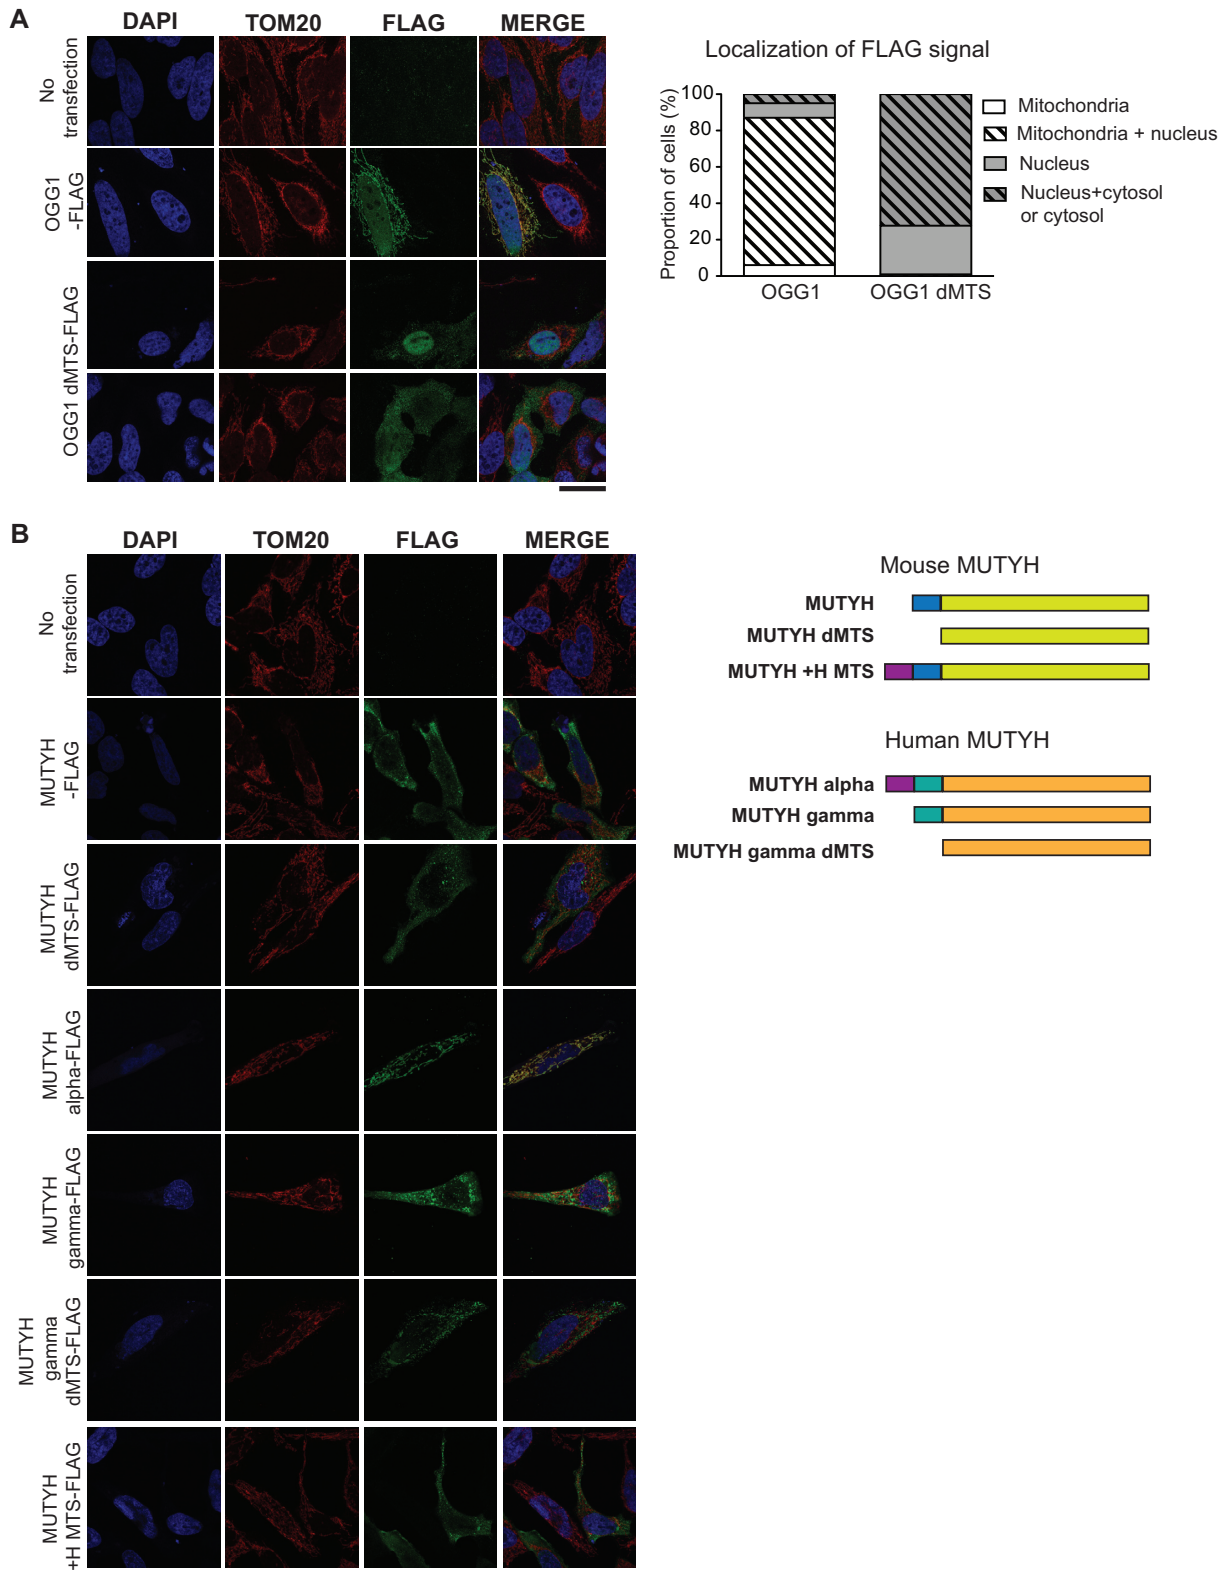 A
DAPI TOM20 FLAG MERGE
No
transfection
OGG1
-FLAG
OGG1 dMTS-FLAG
Localization of FLAG signal
Proportion of cells (%)
100
80
60
40
20
0
OGG1 OGG1 dMTS
Mitochondria
Mitochondria + nucleus
Nucleus
Nucleus+cytosol
or cytosol
B
DAPI TOM20 FLAG MERGE
No
transfection
MUTYH
-FLAG
MUTYH
dMTS-FLAG
MUTYH
alpha-FLAG
MUTYH
gamma-FLAG
MUTYH
gamma
dMTS-FLAG
MUTYH
+H MTS-FLAG
Mouse MUTYH
MUTYH
MUTYH dMTS
MUTYH +H MTS
Human MUTYH
MUTYH alpha
MUTYH gamma
MUTYH gamma dMTS